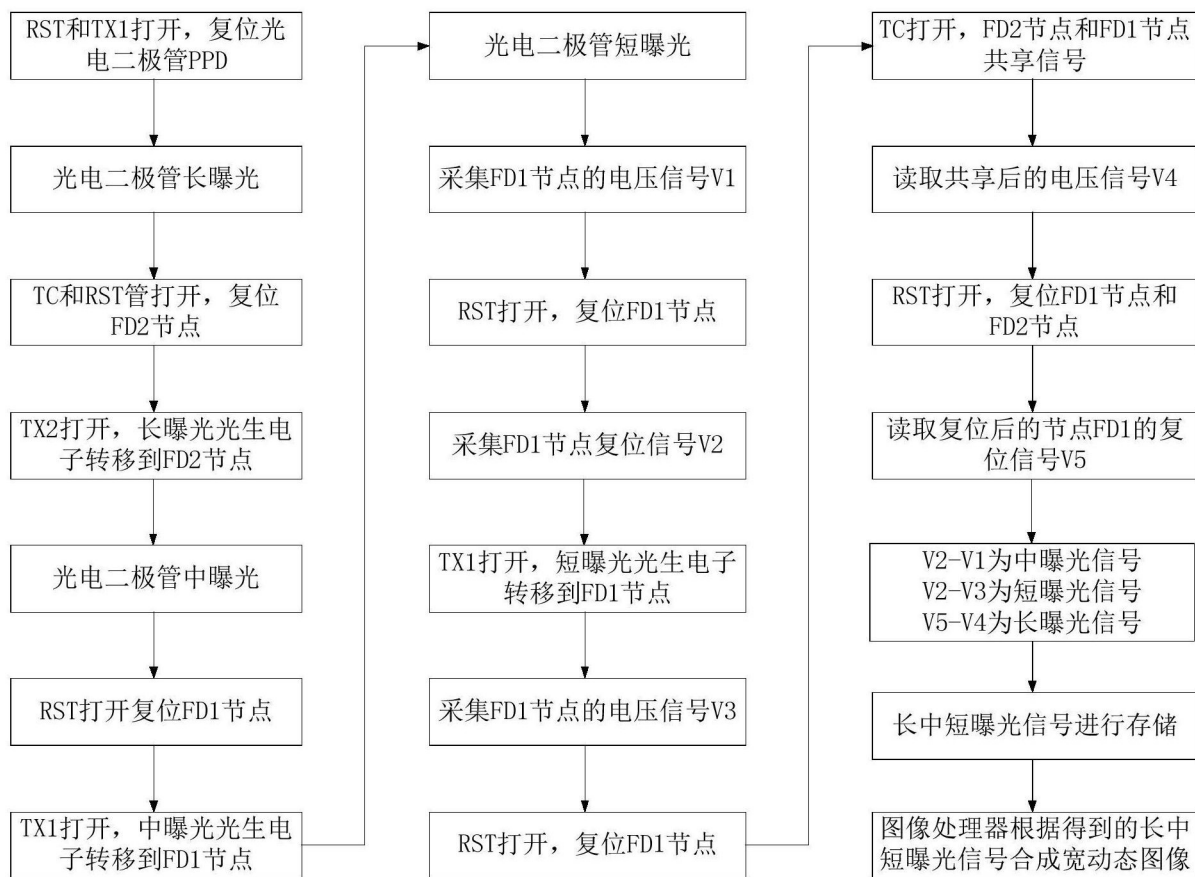 RST和TX1打开，复位光
电二极管PPD
光电二极管长曝光
TC和RST管打开，复位
FD2节点
TX2打开，长曝光光生电
子转移到FD2节点
光电二极管中曝光
RST打开复位FD1节点
TX1打开，中曝光光生电
子转移到FD1节点
光电二极管短曝光
采集FD1节点的电压信号V1
RST打开，复位FD1节点
采集FD1节点复位信号V2
TX1打开，短曝光光生电子
转移到FD1节点
采集FD1节点的电压信号V3
RST打开，复位FD1节点
TC打开，FD2节点和FD1节点
共享信号
读取共享后的电压信号V4
RST打开，复位FD1节点和
FD2节点
读取复位后的节点FD1的复
位信号V5
V2-V1为中曝光信号
V2-V3为短曝光信号
V5-V4为长曝光信号
长中短曝光信号进行存储
图像处理器根据得到的长中
短曝光信号合成宽动态图像